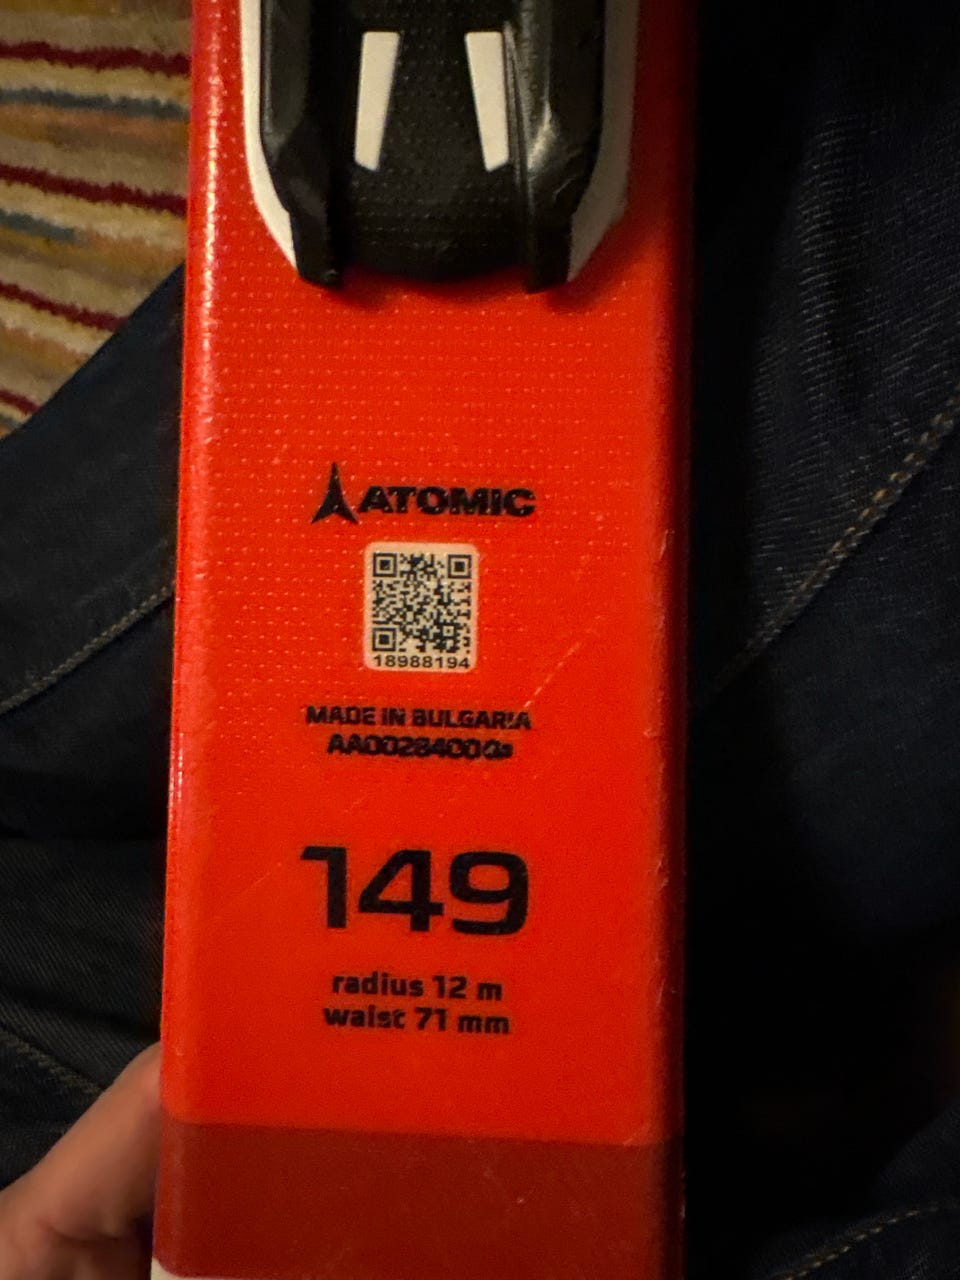 ATOMIC
18988194
MADE IN BULGARIA
149
radius 12 m
waist 71 mm